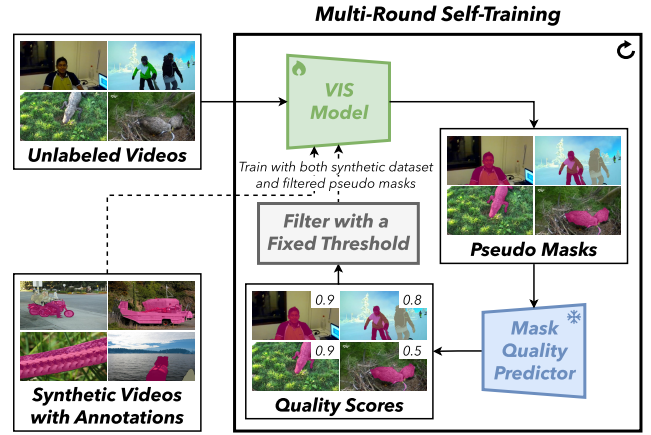 Multi-Round Self-Training
Unlabeled Videos
VIS
Model
Train with both synthetic dataset
and filtered pseudo masks
Filter with a
Fixed Threshold
Pseudo Masks
Mask
Quality
Predictor
0.9
0.8
0.9
0.5
Quality Scores
Synthetic Videos
with Annotations